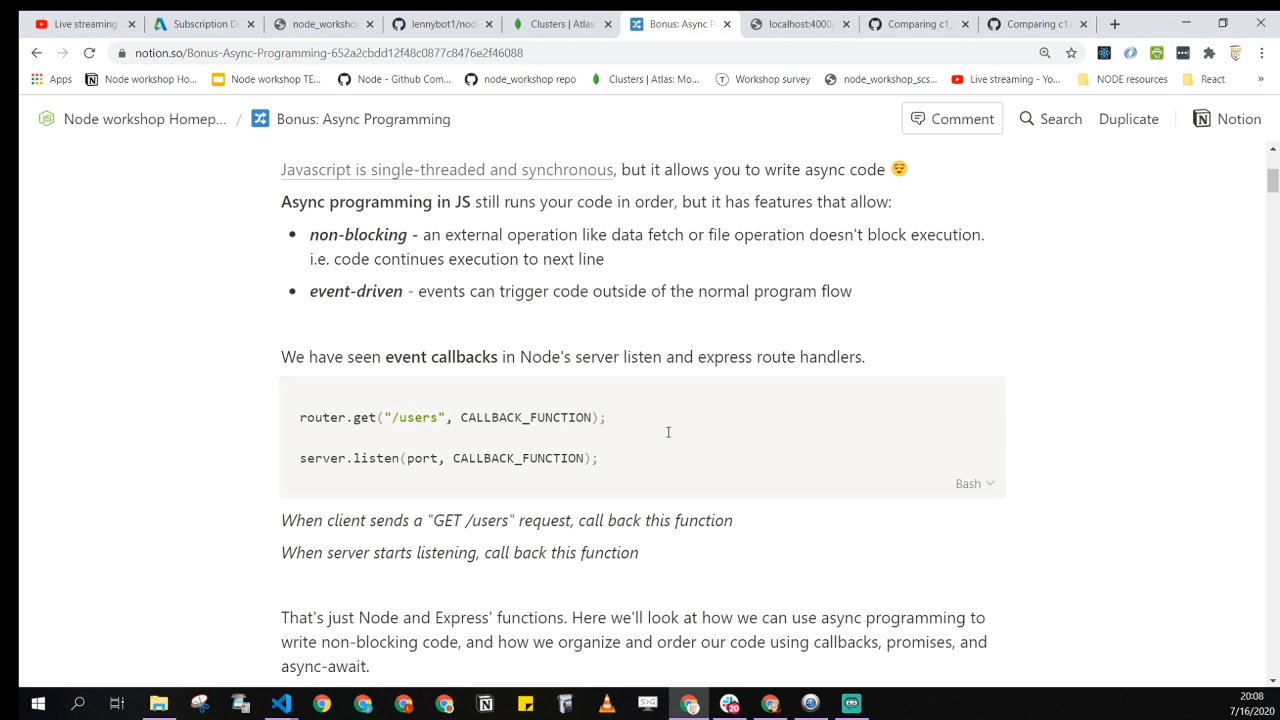 Live streaming
Subscription Di
node_worksho
lennybot1/node
Clusters | Atlas:
Bonus: Async P
localhost:4000/
Comparing c1_
Comparing c1.
notion.so/Bonus-Async-Programming-652a2cbdd12f48c0877c8476e2f46088
Apps
Node workshop Ho...
Node workshop TE...
Node - Github Com...
node_workshop repo
Clusters | Atlas: Mo...
Workshop survey
node_workshop_scs...
Live streaming - Yo...
NODE resources
React
»
Node workshop Homep... / Bonus: Async Programming
Comment
Search
Duplicate
Notion
Javascript is single-threaded and synchronous, but it allows you to write async code 😌
Async programming in JS still runs your code in order, but it has features that allow:
• non-blocking - an external operation like data fetch or file operation doesn't block execution.
i.e. code continues execution to next line
• event-driven - events can trigger code outside of the normal program flow
We have seen event callbacks in Node's server listen and express route handlers.
router.get("/users", CALLBACK_FUNCTION);
server.listen(port, CALLBACK_FUNCTION);
Bash
When client sends a "GET /users" request, call back this function
When server starts listening, call back this function
That's just Node and Express' functions. Here we'll look at how we can use async programming to
write non-blocking code, and how we organize and order our code using callbacks, promises, and
async-await.
20
20:08
7/16/2020